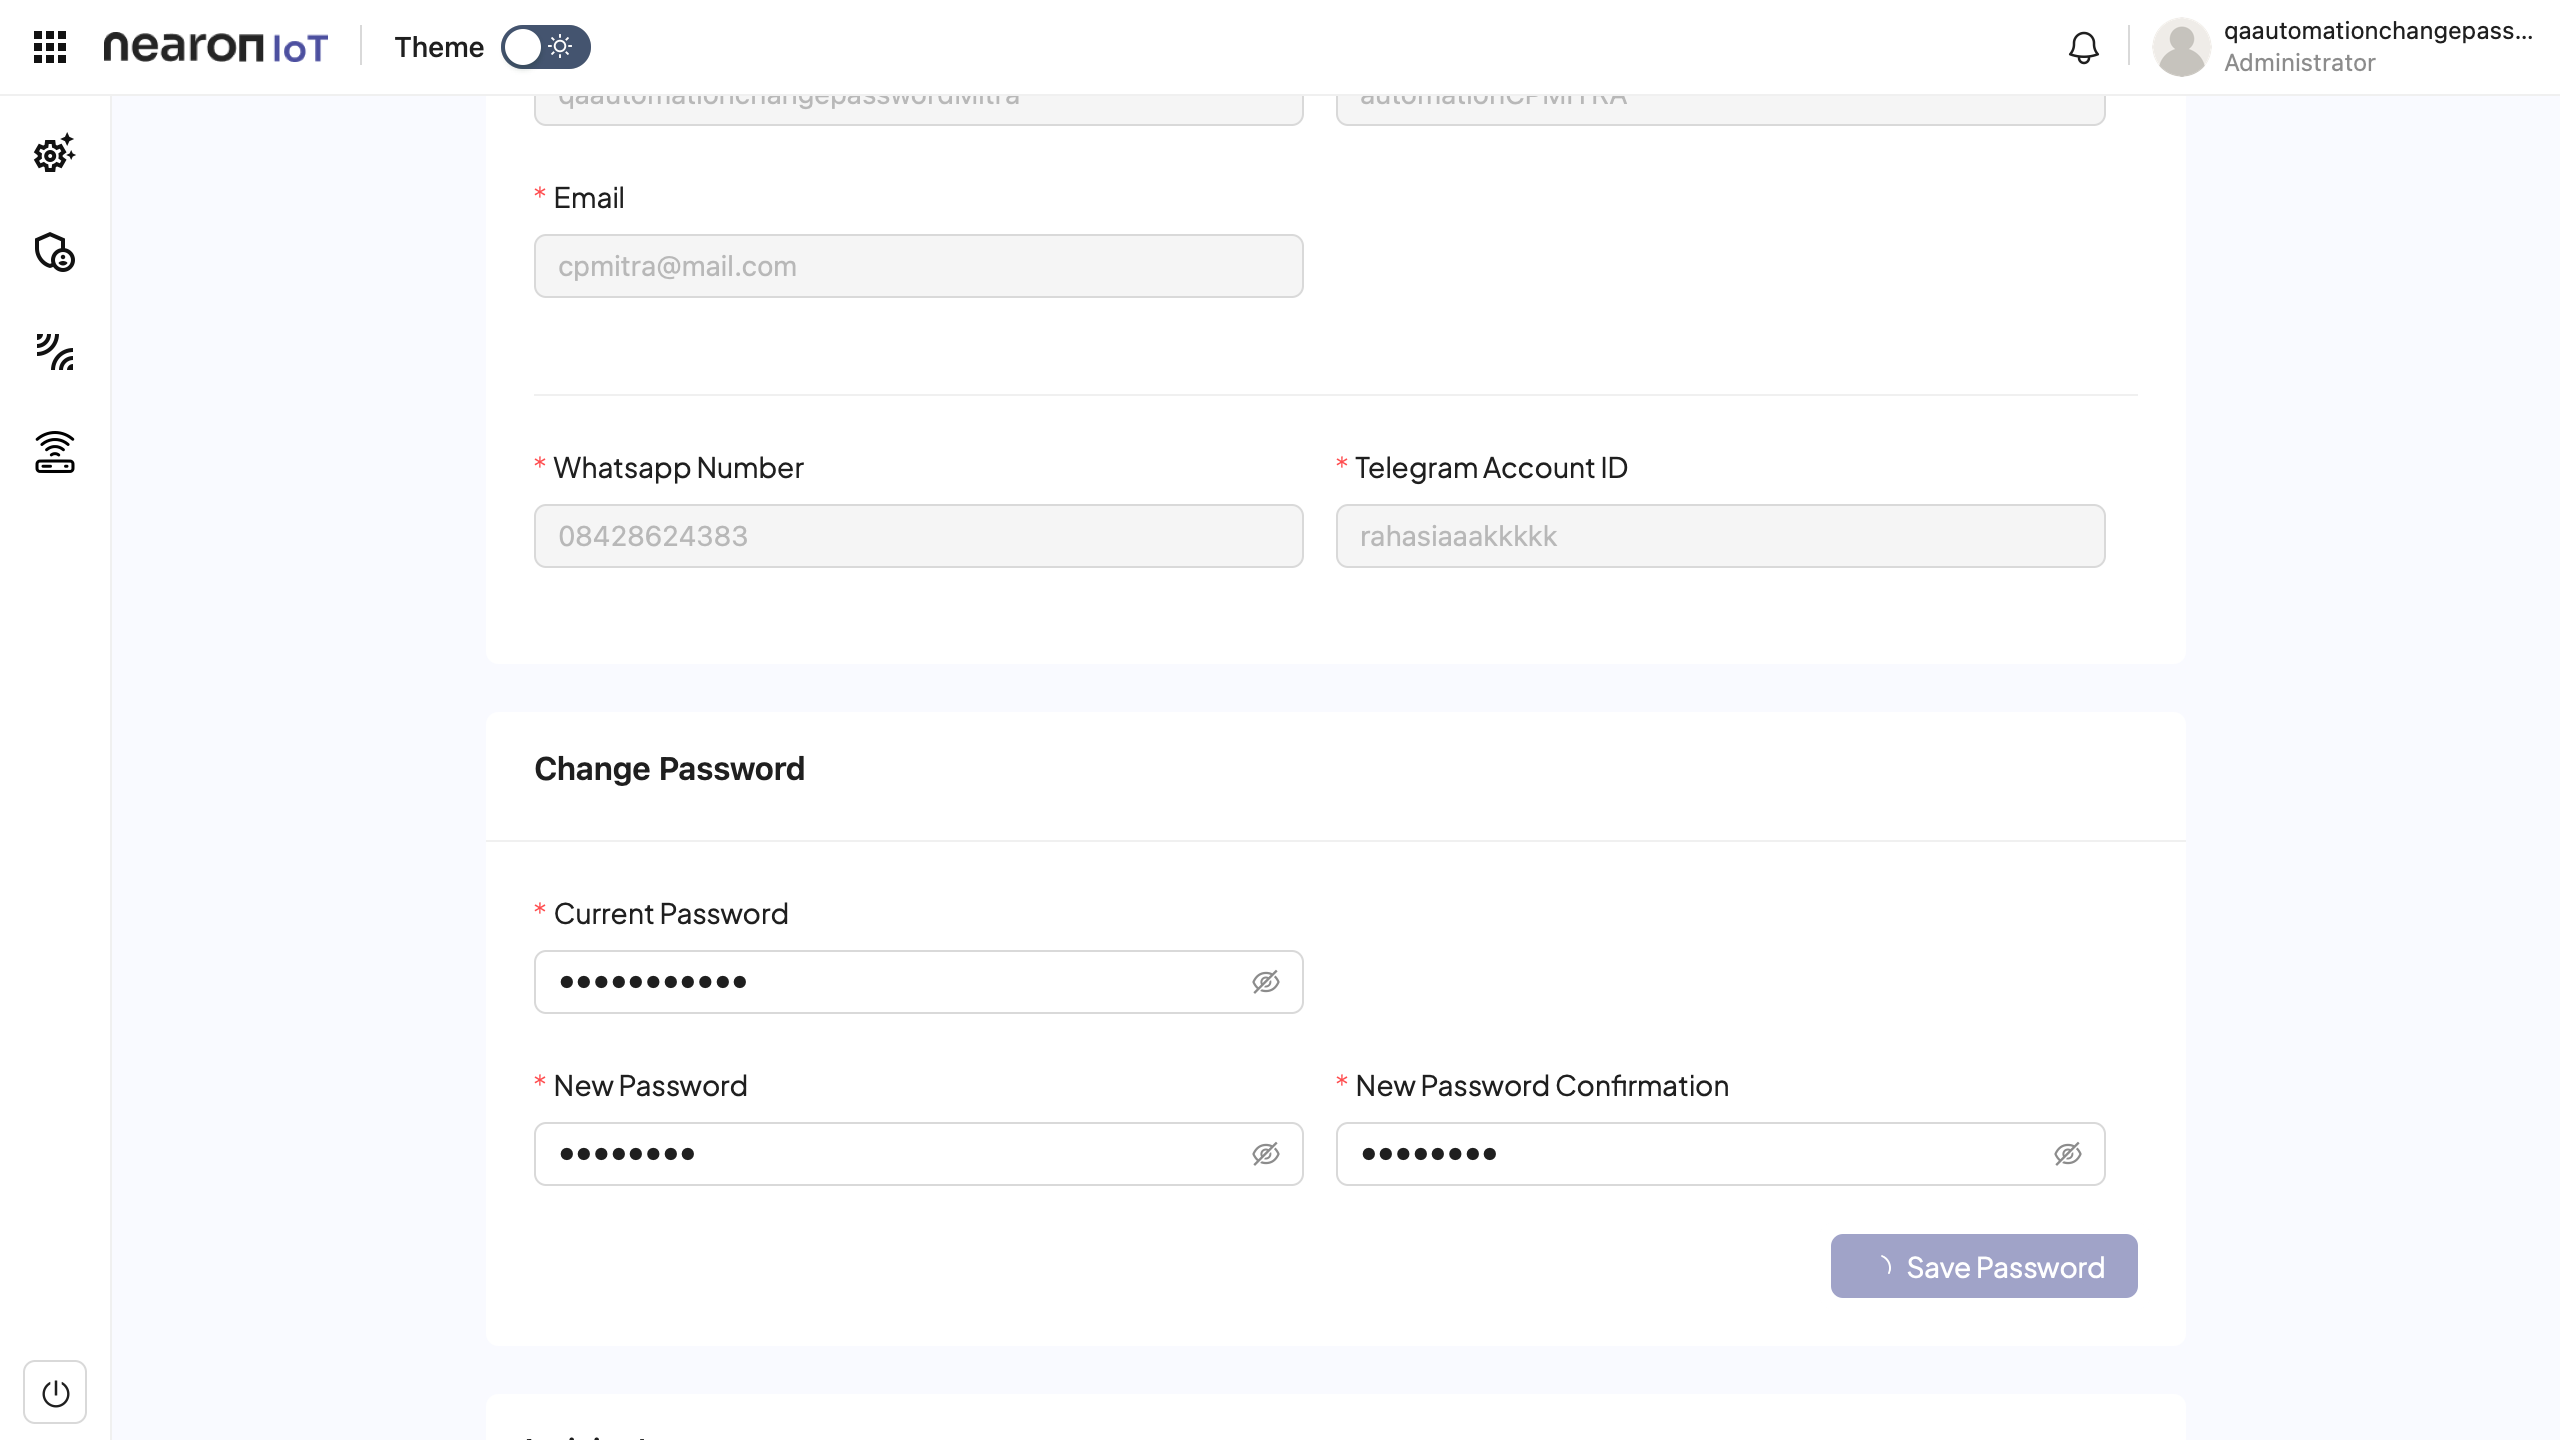 nearon IoT
Theme
qaautomationchangepass...
Administrator
qaautomationchangepasswordMitra
automationCPMITRA
* Email
cpmitra@mail.com
* Whatsapp Number
* Telegram Account ID
08428624383
rahasiaaakkkkk
Change Password
* Current Password
•••••••••••
* New Password
* New Password Confirmation
••••••••
••••••••
Save Password